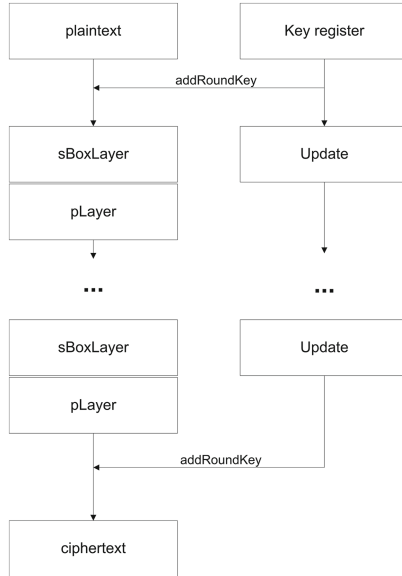 plaintext
Key register
addRoundKey
sBoxLayer
Update
pLayer
...
...
sBoxLayer
Update
pLayer
addRoundKey
ciphertext